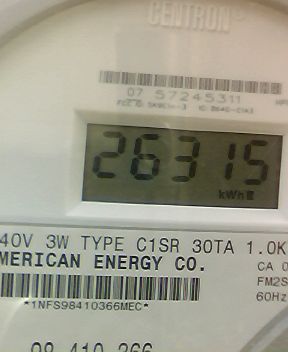 CENTRON®
07 57245311
26315
kWh
40V 3W TYPE C1SR 30TA 1.0K
MERICAN ENERGY CO.
CA 0
FM2S
60Hz
*1NFS98410366MEC*
98 410 366